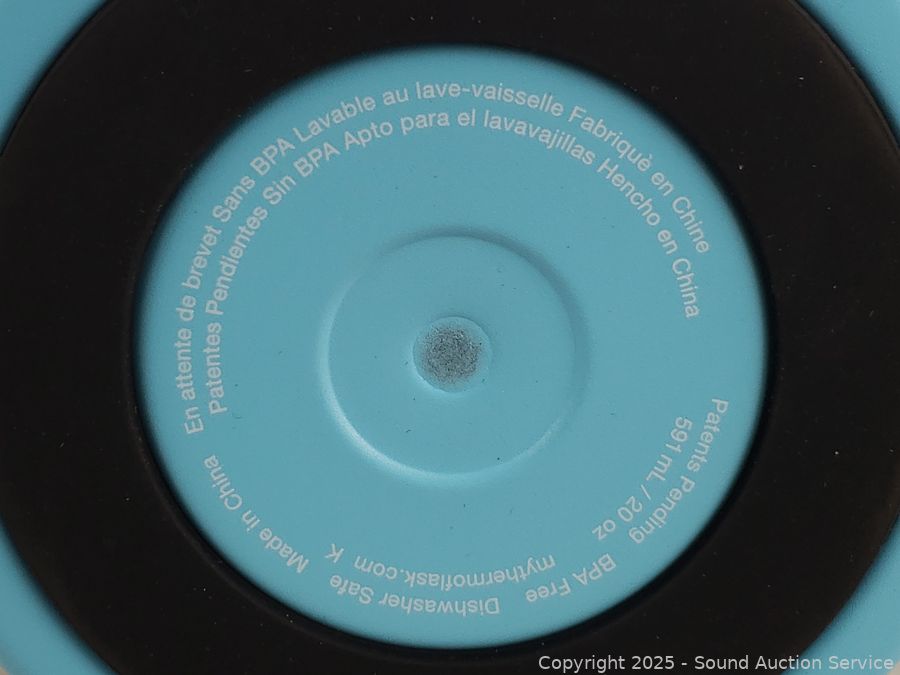 En attente de brevet Sans BPA Lavable au lave-vaisselle Fabriquè en Chine
Patentes Pendientes Sin BPA Apto para el lavavajillas Hencho en China
Patents Pending BPA Free Dishwasher Safe Made in China
591 mL / 20 oz mythermoflask.com K
Copyright 2025 - Sound Auction Service